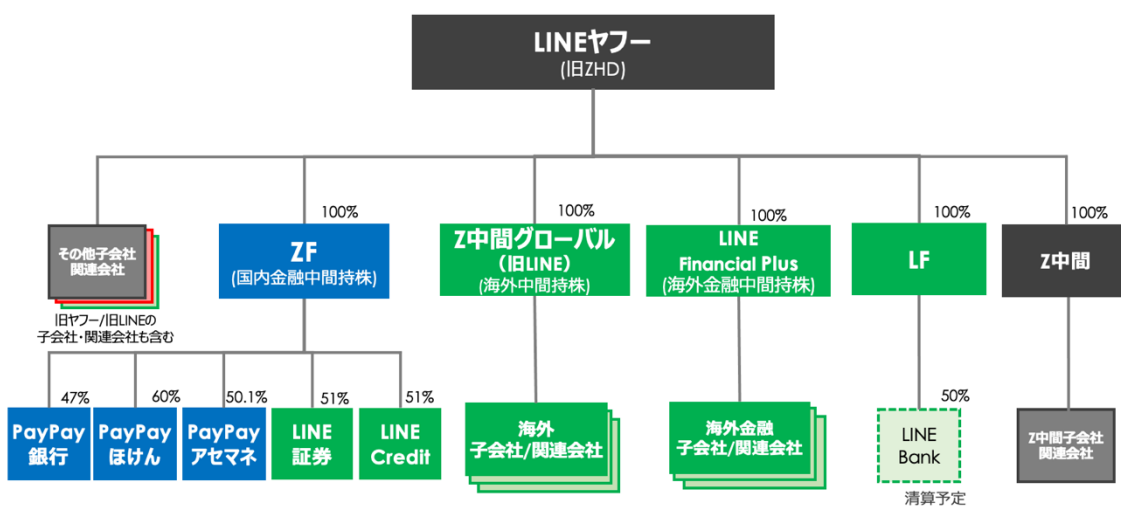 LINEヤフー
(旧ZHD)
その他子会社
関連会社
旧ヤフー/旧LINEの
子会社・関連会社も含む
100%
ZF
(国内金融中間持株)
100%
Z中間グローバル
(旧LINE)
(海外中間持株)
100%
LINE
Financial Plus
(海外金融中間持株)
100%
LF
100%
Z中間
47%
PayPay
銀行
60%
PayPay
ほけん
50.1%
PayPay
アセマネ
51%
LINE
証券
51%
LINE
Credit
海外
子会社/関連会社
海外金融
子会社/関連会社
50%
LINE
Bank
清算予定
Z中間子会社
関連会社